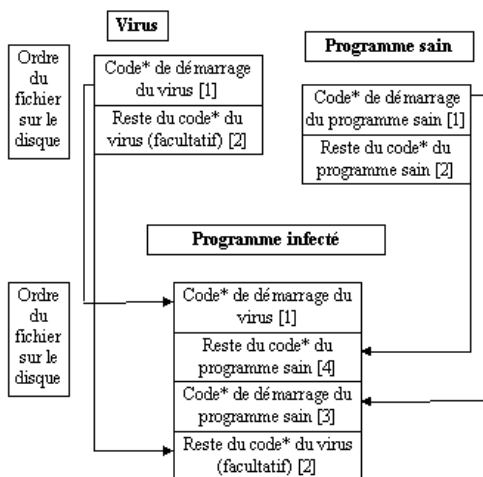 Virus
Programme sain
Ordre
du
fichier
sur le
disque
Code* de démarrage
du virus [1]
Reste du code* du
virus (facultatif) [2]
Code* de démarrage
du programme sain [1]
Reste du code* du
programme sain [2]
Programme infecté
Ordre
du
fichier
sur le
disque
Code* de démarrage du
virus [1]
Reste du code* du
programme sain [4]
Code* de démarrage du
programme sain [3]
Reste du code* du virus
(facultatif) [2]